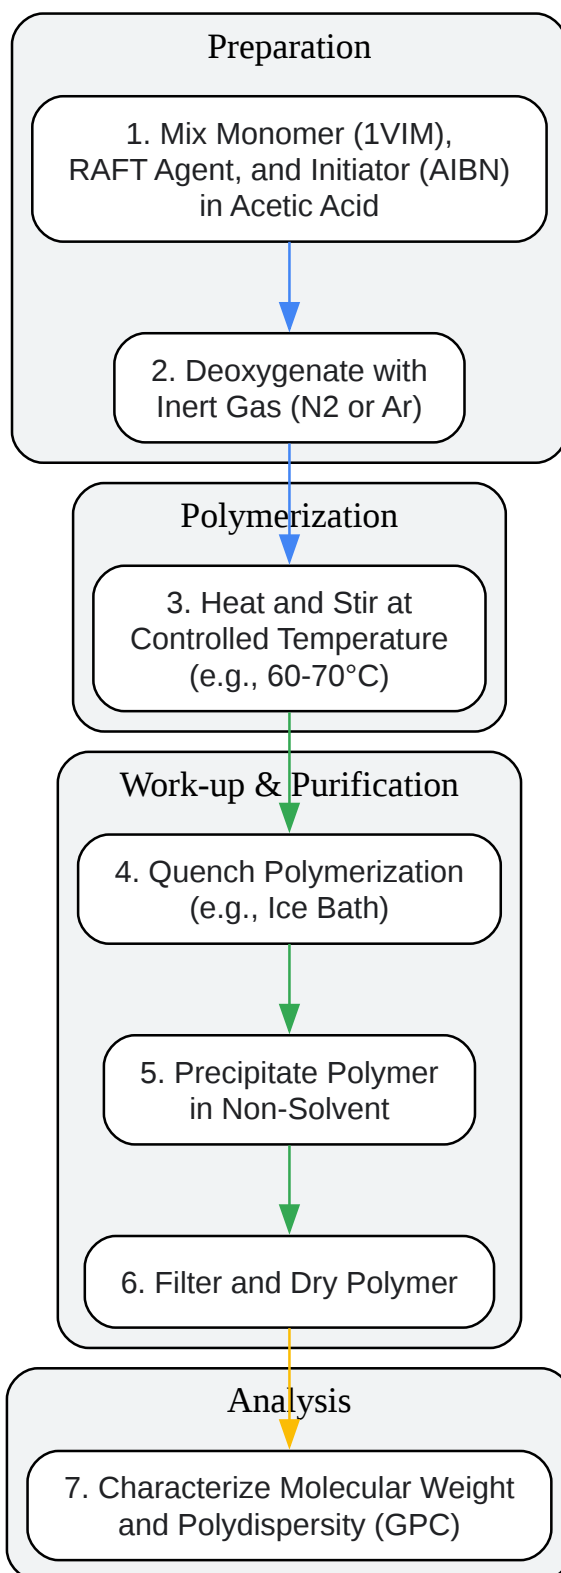 Preparation
1. Mix Monomer (1VIM),
RAFT Agent, and Initiator (AIBN)
in Acetic Acid
2. Deoxygenate with
Inert Gas (N2 or Ar)
Polymerization
3. Heat and Stir at
Controlled Temperature
(e.g., 60-70°C)
Work-up & Purification
4. Quench Polymerization
(e.g., Ice Bath)
5. Precipitate Polymer
in Non-Solvent
6. Filter and Dry Polymer
Analysis
7. Characterize Molecular Weight
and Polydispersity (GPC)